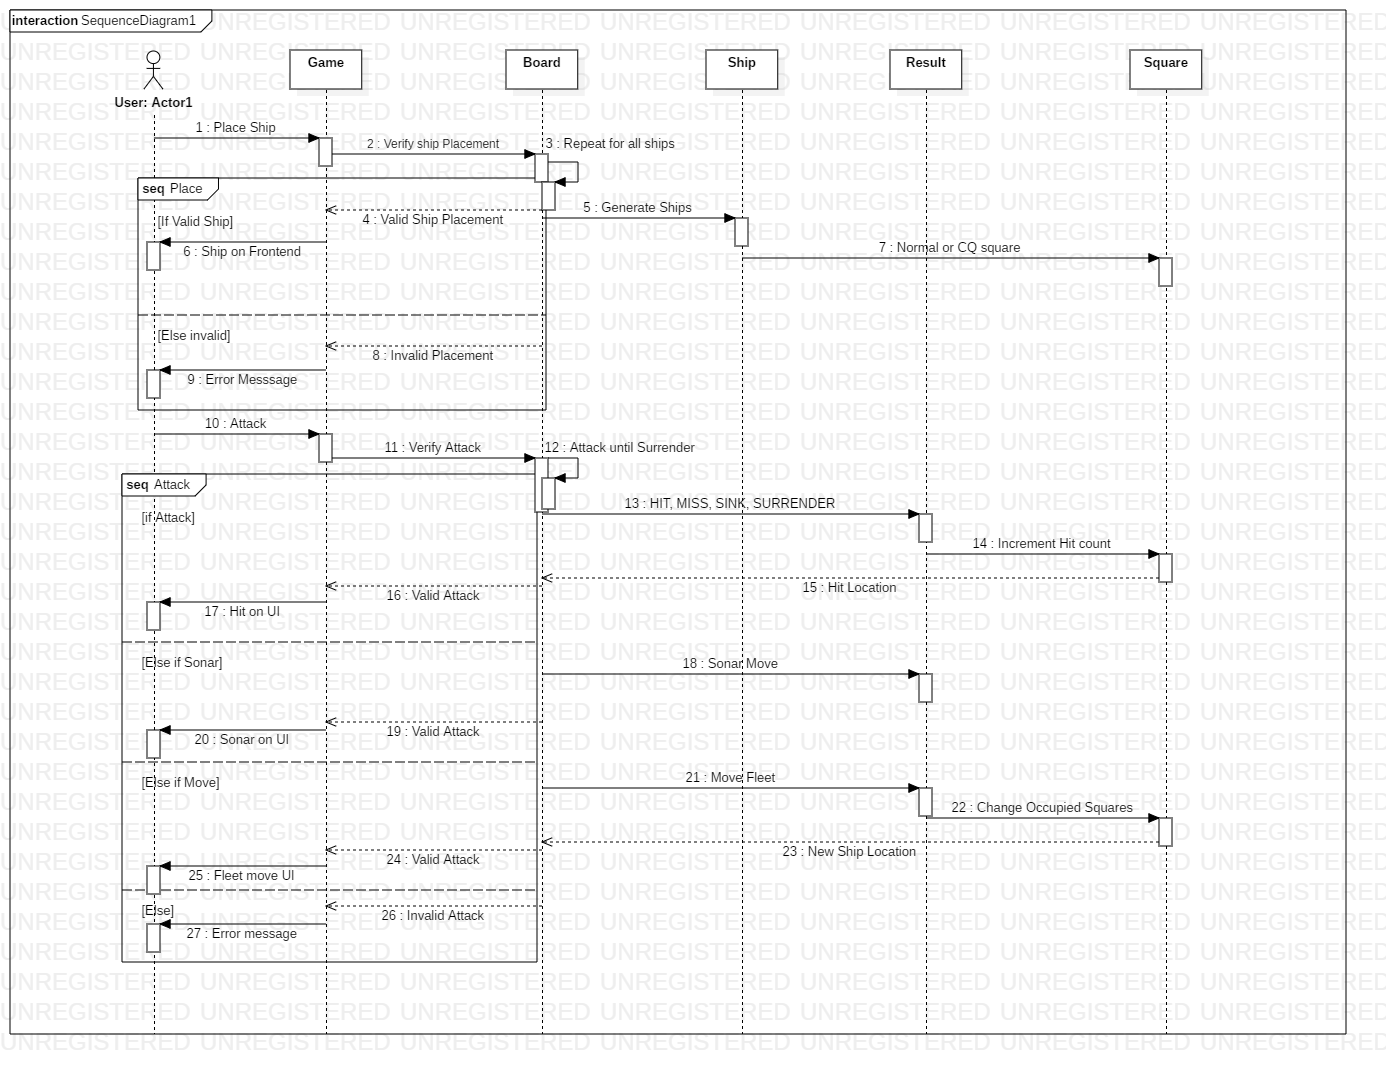 interaction SequenceDiagram1
Game
Board
Ship
Result
Square
User: Actor1
1 : Place Ship
2 : Verify ship Placement
3 : Repeat for all ships
seq Place
4 : Valid Ship Placement
5 : Generate Ships
[If Valid Ship]
6 : Ship on Frontend
7 : Normal or CQ square
[Else invalid]
8 : Invalid Placement
9 : Error Messsage
10 : Attack
11 : Verify Attack
12 : Attack until Surrender
seq Attack
13 : HIT, MISS, SINK, SURRENDER
[if Attack]
14 : Increment Hit count
15 : Hit Location
16 : Valid Attack
17 : Hit on UI
[Else if Sonar]
18 : Sonar Move
19 : Valid Attack
20 : Sonar on UI
[Else if Move]
21 : Move Fleet
22 : Change Occupied Squares
23 : New Ship Location
24 : Valid Attack
25 : Fleet move UI
[Else]
26 : Invalid Attack
27 : Error message
UNREGISTERED